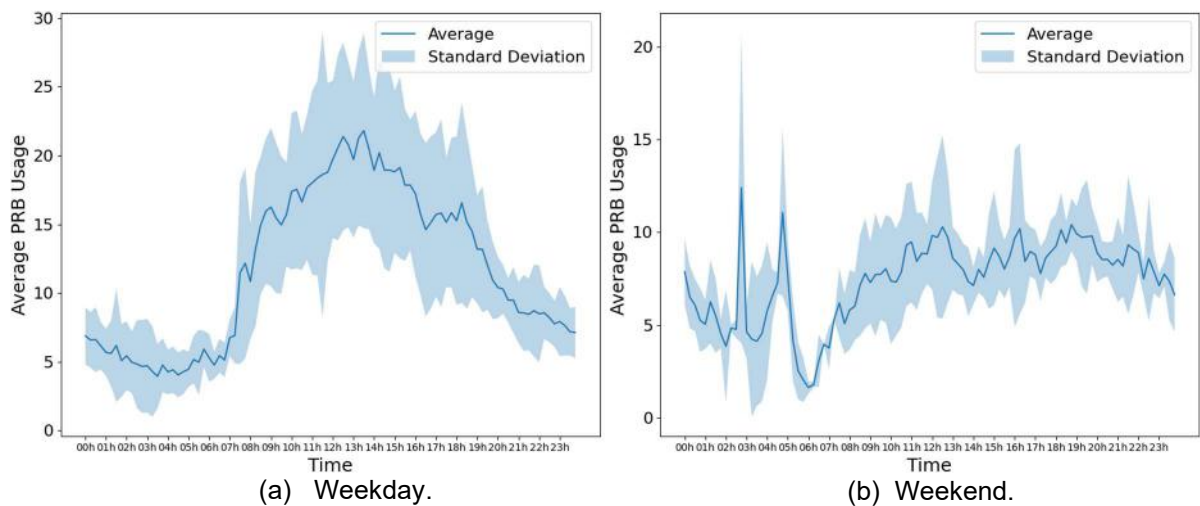 30
25
20
15
10
5
0
Average PRB Usage
Average
Standard Deviation
00h 01h 02h 03h 04h 05h 06h 07h 08h 09h 10h 11h 12h 13h 14h 15h 16h 17h 18h 19h 20h 21h 22h 23h
Time
(a) Weekday.
20
15
10
5
0
Average PRB Usage
Average
Standard Deviation
00h 01h 02h 03h 04h 05h 06h 07h 08h 09h 10h 11h 12h 13h 14h 15h 16h 17h 18h 19h 20h 21h 22h 23h
Time
(b) Weekend.